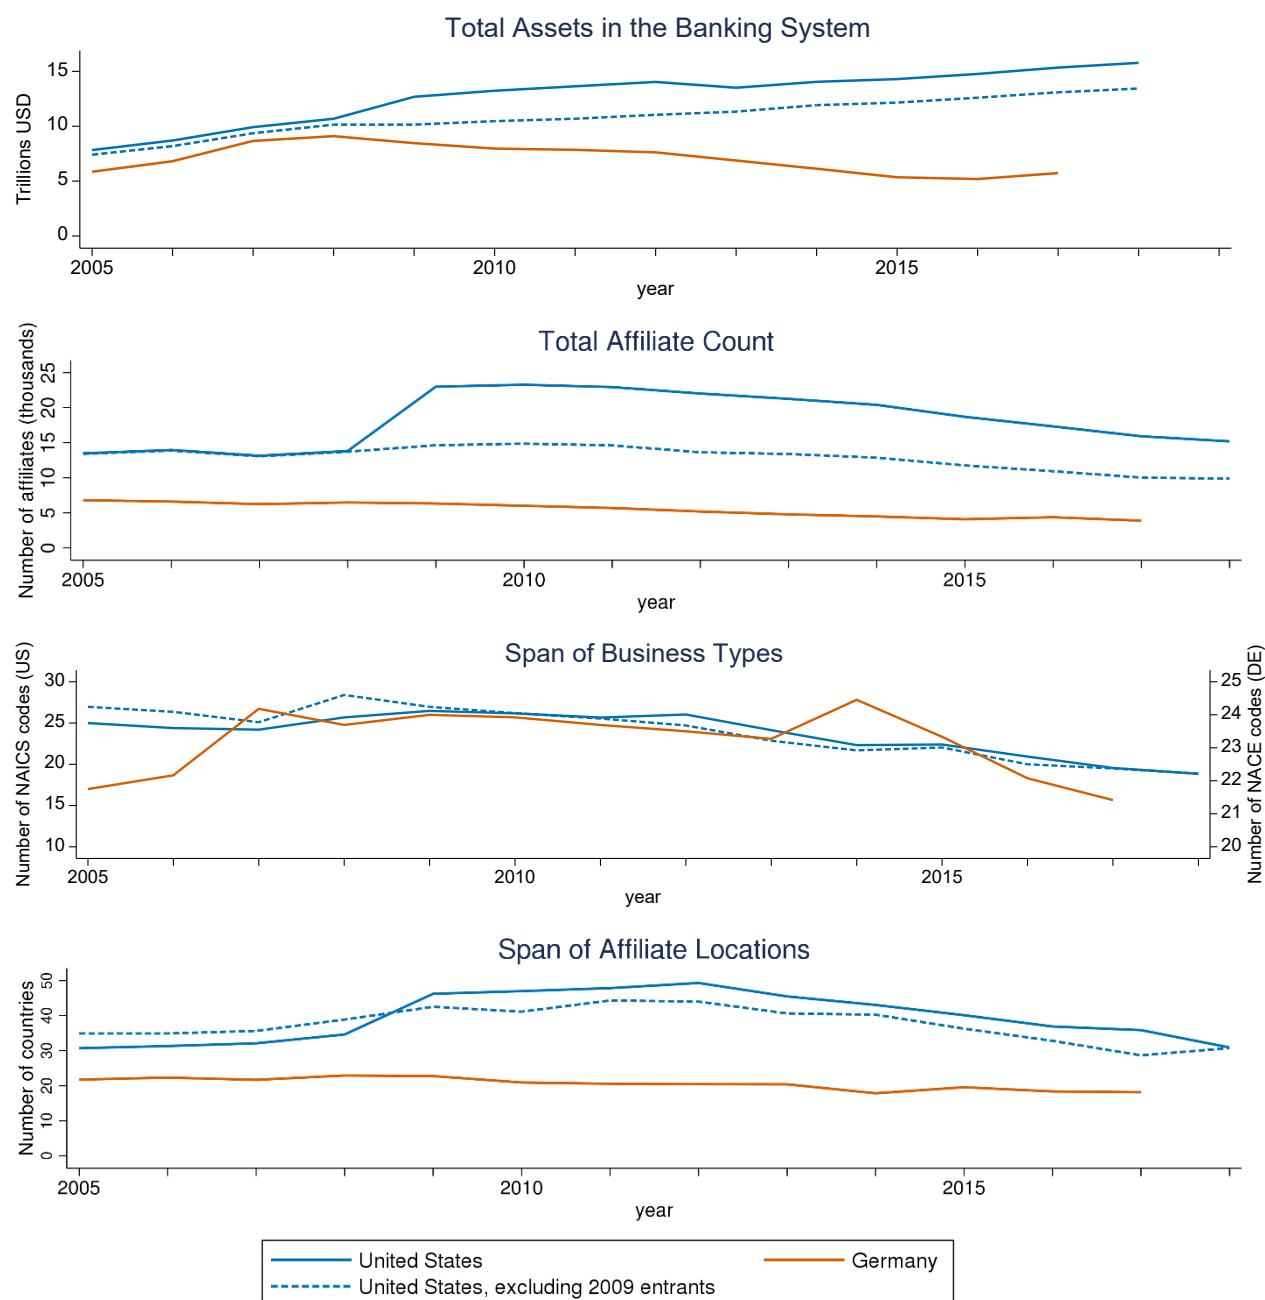 Total Assets in the Banking System
Trillions USD
15
10
5
0
2005 2010 2015
year
Total Affiliate Count
Number of affiliates (thousands)
25
20
15
10
5
0
2005 2010 2015
year
Span of Business Types
Number of NAICS codes (US)
30
25
20
15
10
Number of NACE codes (DE)
25
24
23
22
21
20
2005 2010 2015
year
Span of Affiliate Locations
Number of countries
50
40
30
20
10
0
2005 2010 2015
year
United States Germany
United States, excluding 2009 entrants